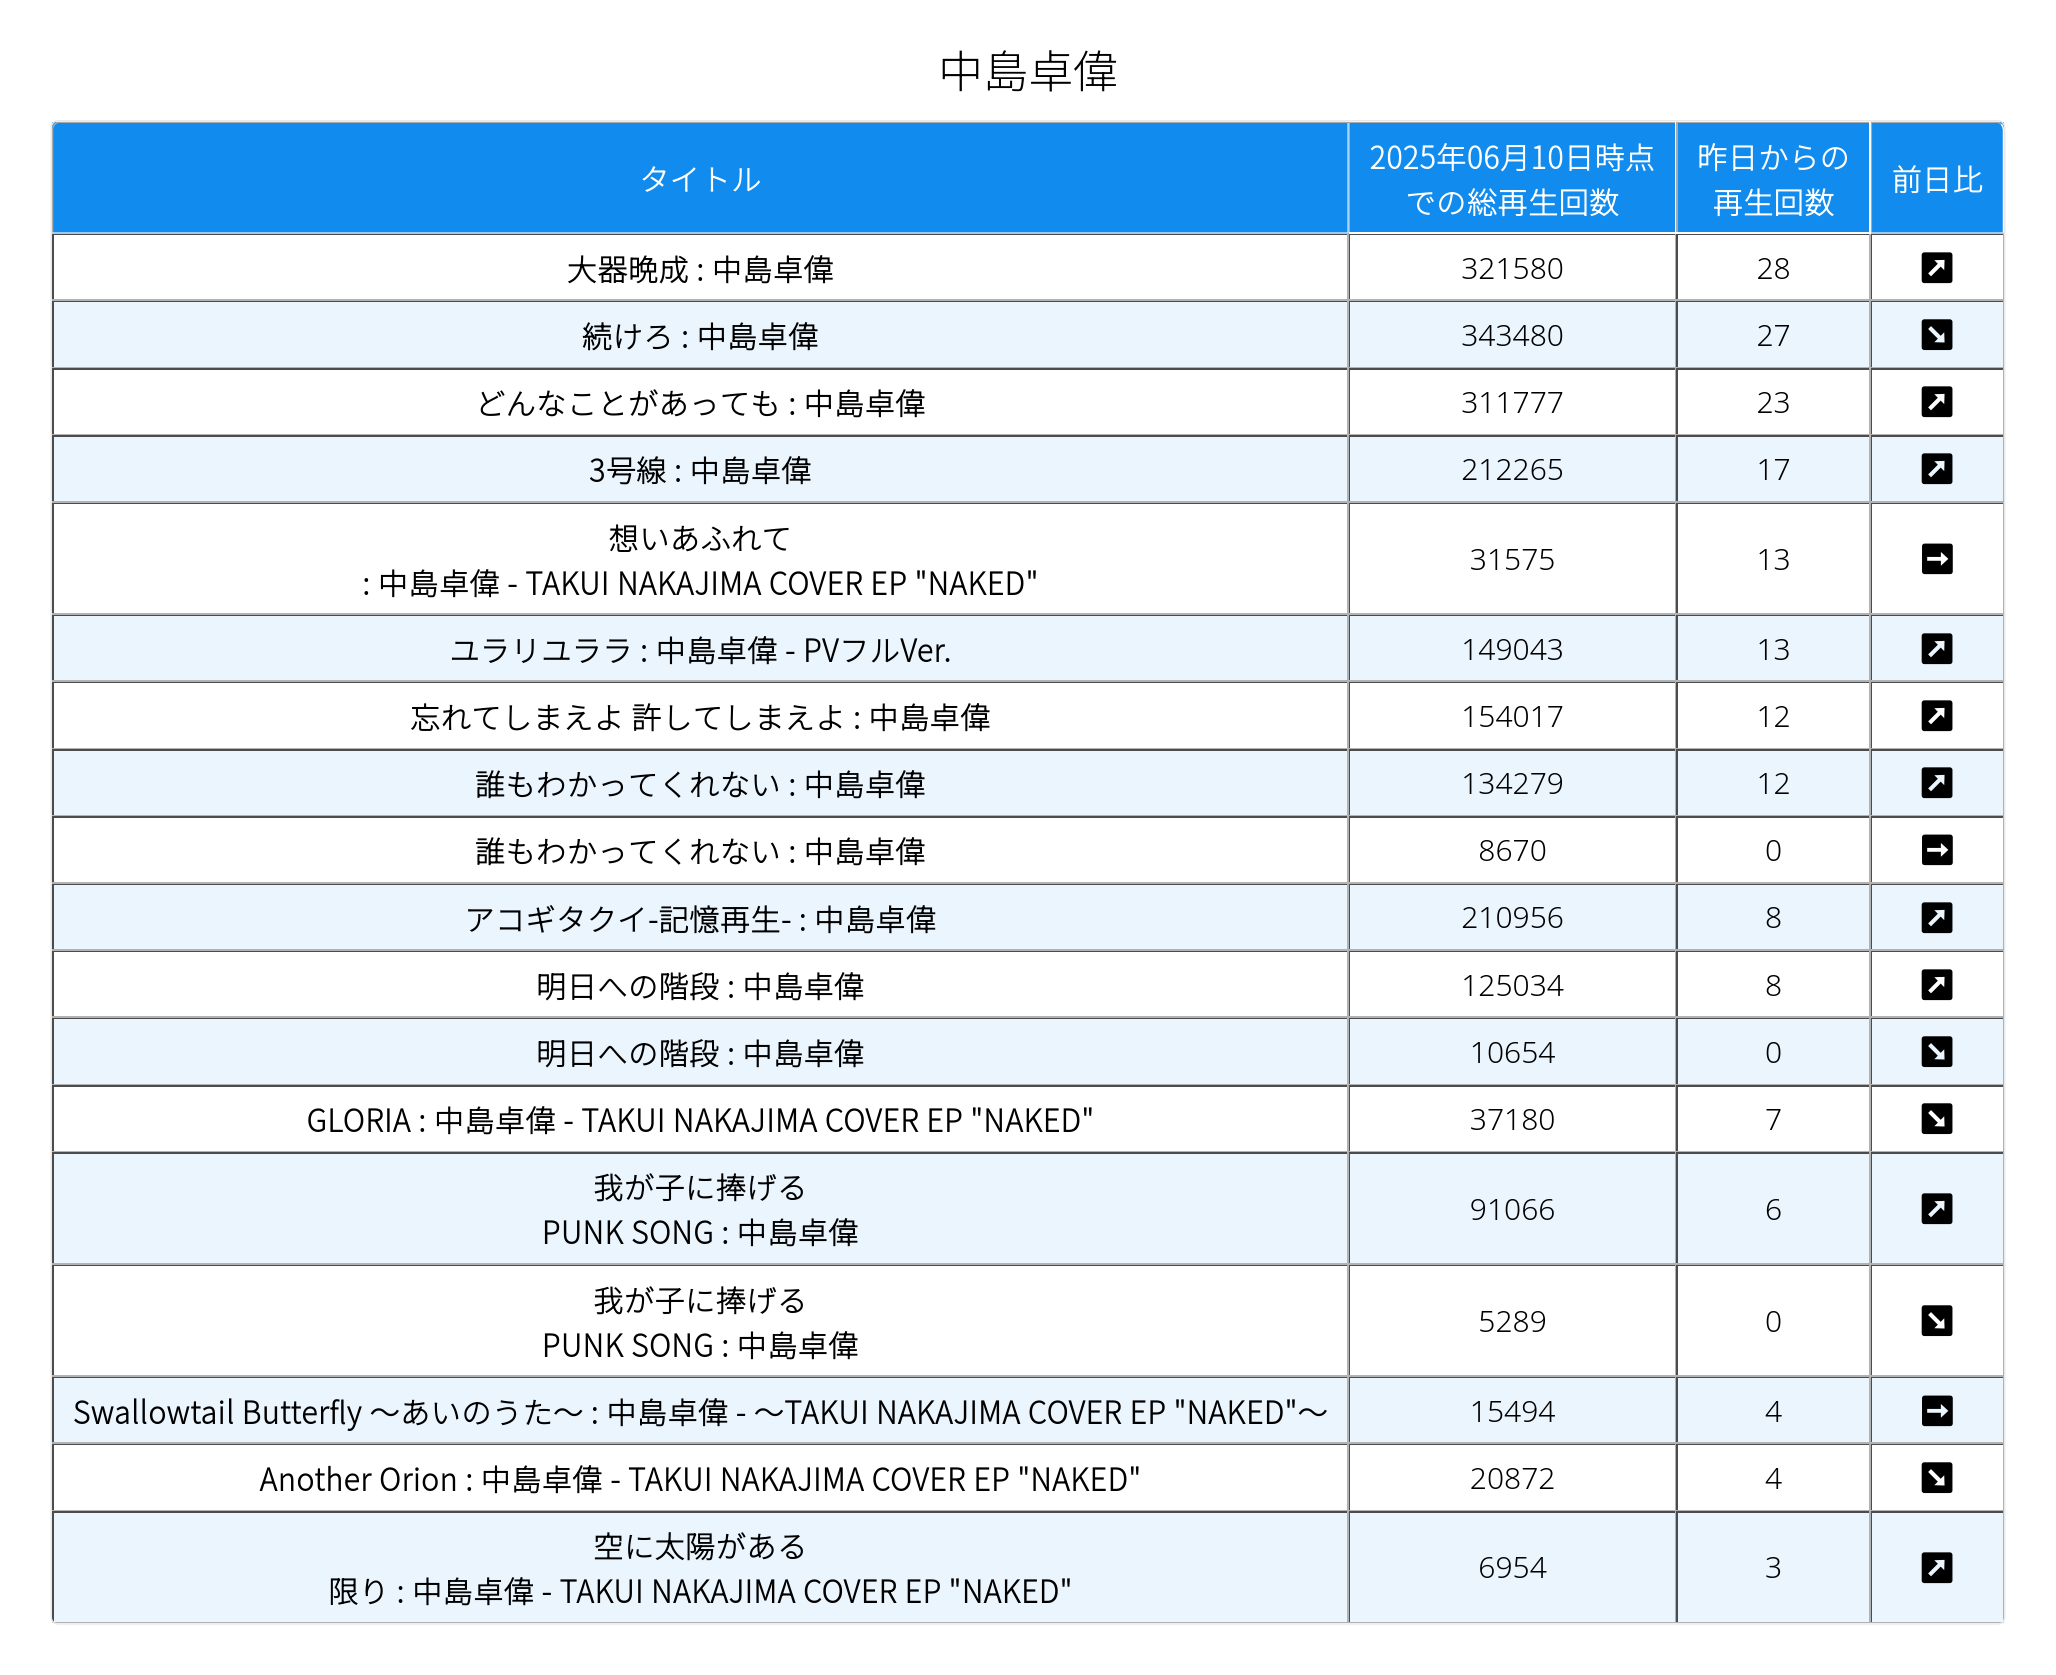 中島卓偉
タイトル
2025年06月10日時点
での総再生回数
昨日からの
再生回数
前日比
大器晩成 : 中島卓偉 321580 28 ↗
続けろ : 中島卓偉 343480 27 ↘
どんなことがあっても : 中島卓偉 311777 23 ↗
3号線 : 中島卓偉 212265 17 ↗
想いあふれて
: 中島卓偉 - TAKUI NAKAJIMA COVER EP "NAKED" 31575 13 →
ユラリユララ : 中島卓偉 - PVフルVer. 149043 13 ↗
忘れてしまえよ 許してしまえよ : 中島卓偉 154017 12 ↗
誰もわかってくれない : 中島卓偉 134279 12 ↗
誰もわかってくれない : 中島卓偉 8670 0 →
アコギタクイ-記憶再生- : 中島卓偉 210956 8 ↗
明日への階段 : 中島卓偉 125034 8 ↗
明日への階段 : 中島卓偉 10654 0 ↘
GLORIA : 中島卓偉 - TAKUI NAKAJIMA COVER EP "NAKED" 37180 7 ↘
我が子に捧げる
PUNK SONG : 中島卓偉 91066 6 ↗
我が子に捧げる
PUNK SONG : 中島卓偉 5289 0 ↘
Swallowtail Butterfly 〜あいのうた〜 : 中島卓偉 - 〜TAKUI NAKAJIMA COVER EP "NAKED"〜 15494 4 →
Another Orion : 中島卓偉 - TAKUI NAKAJIMA COVER EP "NAKED" 20872 4 ↘
空に太陽がある
限り : 中島卓偉 - TAKUI NAKAJIMA COVER EP "NAKED" 6954 3 ↗